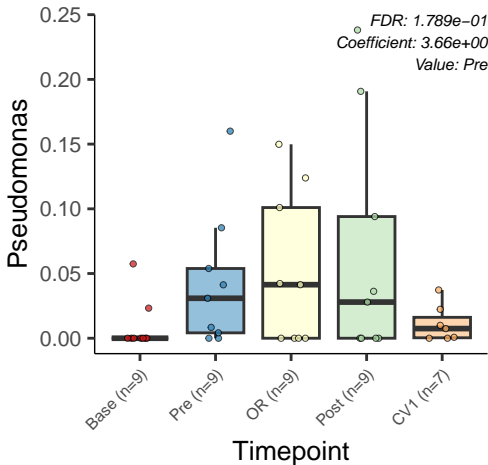 FDR: 1.789e−01
Coefficient: 3.66e+00
Value: Pre
0.25
0.20
0.15
0.10
0.05
0.00
Pseudomonas
Base (n=9)
Pre (n=9)
OR (n=9)
Post (n=9)
CV1 (n=7)
Timepoint